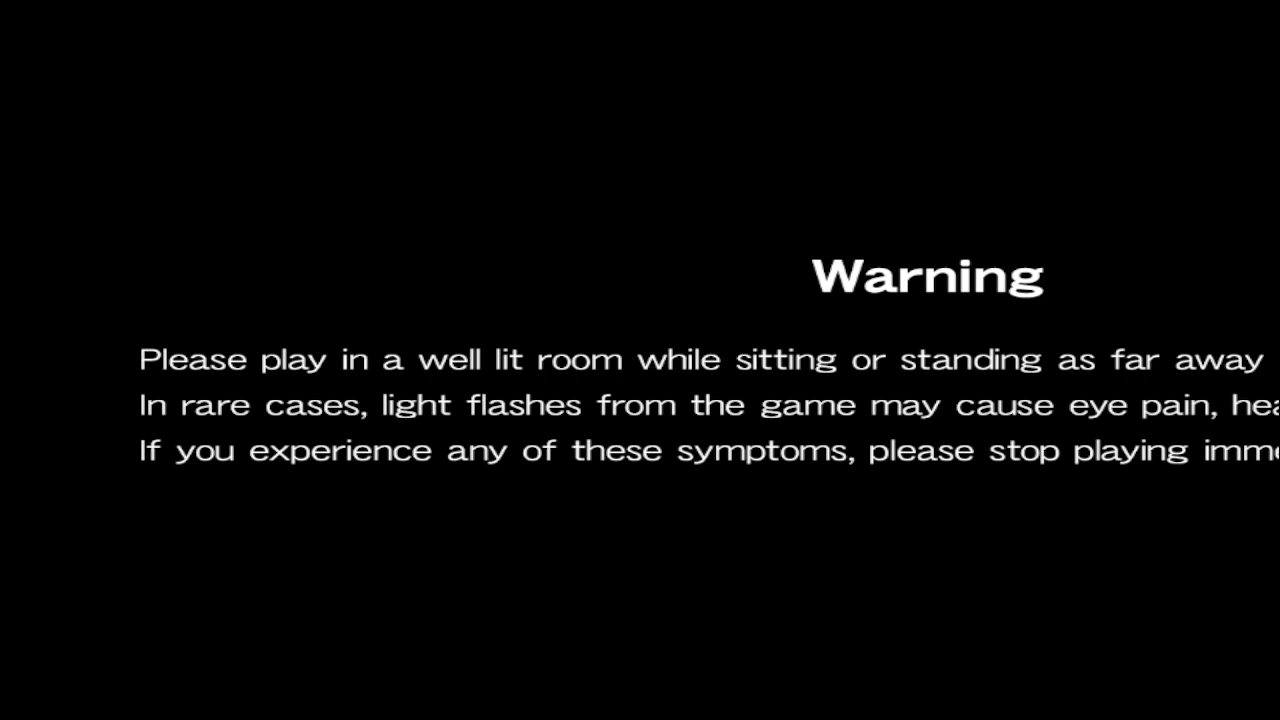 Warning
Please play in a well lit room while sitting or standing as far away
In rare cases, light flashes from the game may cause eye pain,
If you experience any of these symptoms, please stop playing